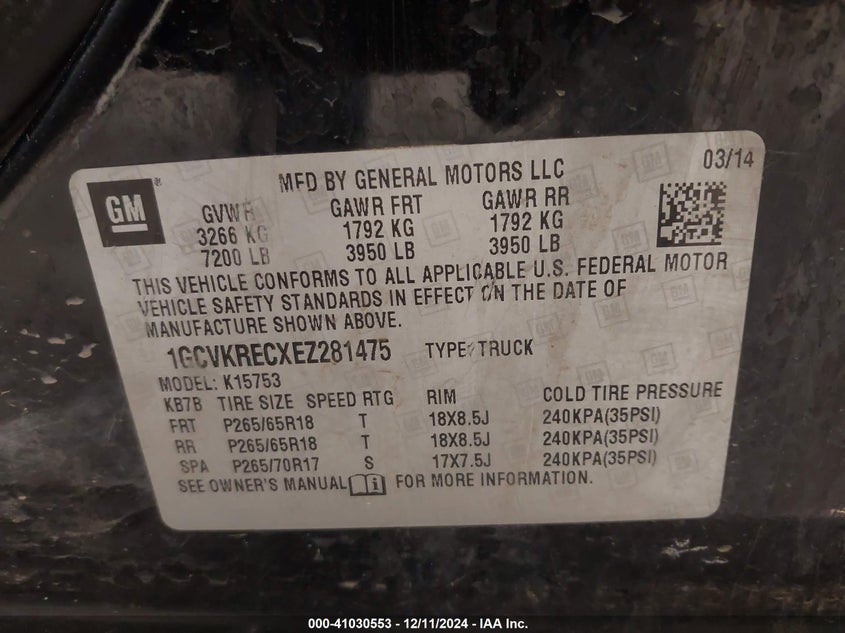 GM® MFD BY GENERAL MOTORS LLC 03/14
GVWR GAWR FRT GAWR RR
3266 KG 1792 KG 1792 KG
7200 LB 3950 LB 3950 LB
THIS VEHICLE CONFORMS TO ALL APPLICABLE U.S. FEDERAL MOTOR
VEHICLE SAFETY STANDARDS IN EFFECT ON THE DATE OF
MANUFACTURE SHOWN ABOVE.
1GCVKRECXEZ281475 TYPE: TRUCK
MODEL: K15753
KB7B TIRE SIZE SPEED RTG RIM COLD TIRE PRESSURE
FRT P265/65R18 T 18X8.5J 240KPA(35PSI)
RR P265/65R18 T 18X8.5J 240KPA(35PSI)
SPA P265/70R17 S 17X7.5J 240KPA(35PSI)
SEE OWNER'S MANUAL FOR MORE INFORMATION.
000-41030553 - 12/11/2024 - IAA Inc.